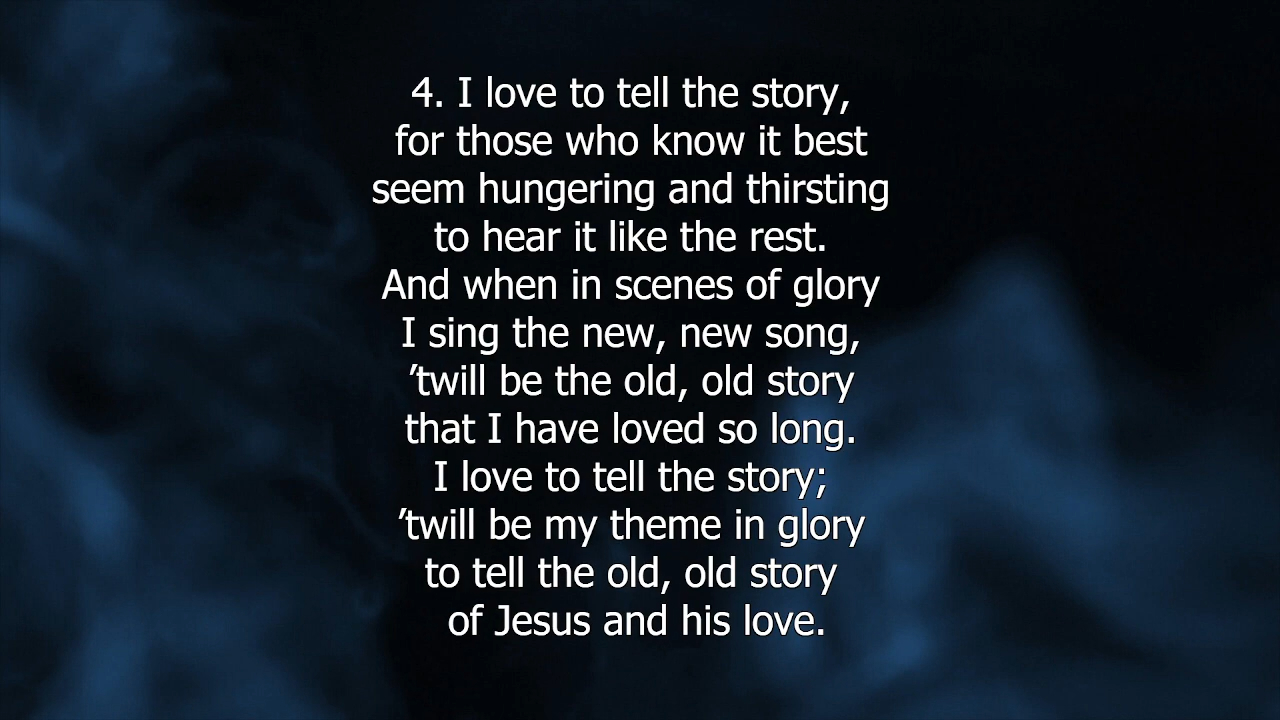 4. I love to tell the story,
for those who know it best
seem hungering and thirsting
to hear it like the rest.
And when in scenes of glory
I sing the new, new song,
’twill be the old, old story
that I have loved so long.
I love to tell the story;
’twill be my theme in glory
to tell the old, old story
of Jesus and his love.